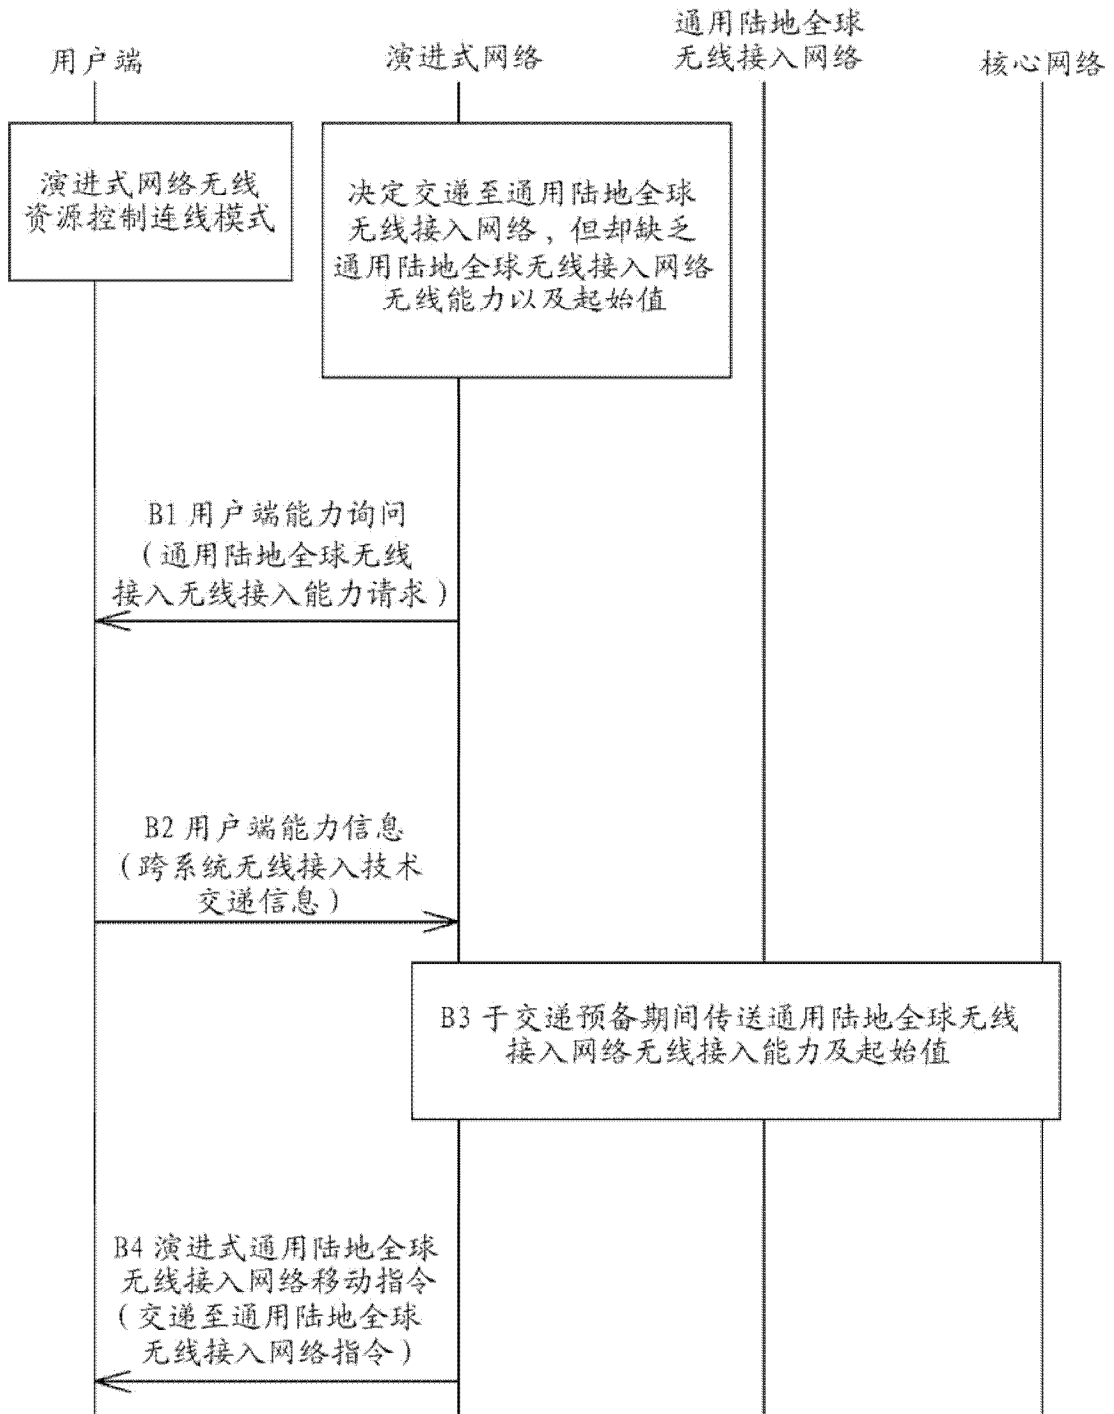 用户端
演进式网络
通用陆地全球
无线接入网络
核心网络
演进式网络无线
资源控制连线模式
决定交递至通用陆地全球
无线接入网络，但却缺乏
通用陆地全球无线接入网络
无线能力以及起始值
B1 用户端能力询问
(通用陆地全球无线
接入无线接入能力请求)
B2 用户端能力信息
(跨系统无线接入技术
交递信息)
B3 于交递预备期间传送通用陆地全球无线
接入网络无线接入能力及起始值
B4 演进式通用陆地全球
无线接入网络移动指令
(交递至通用陆地全球
无线接入网络指令)